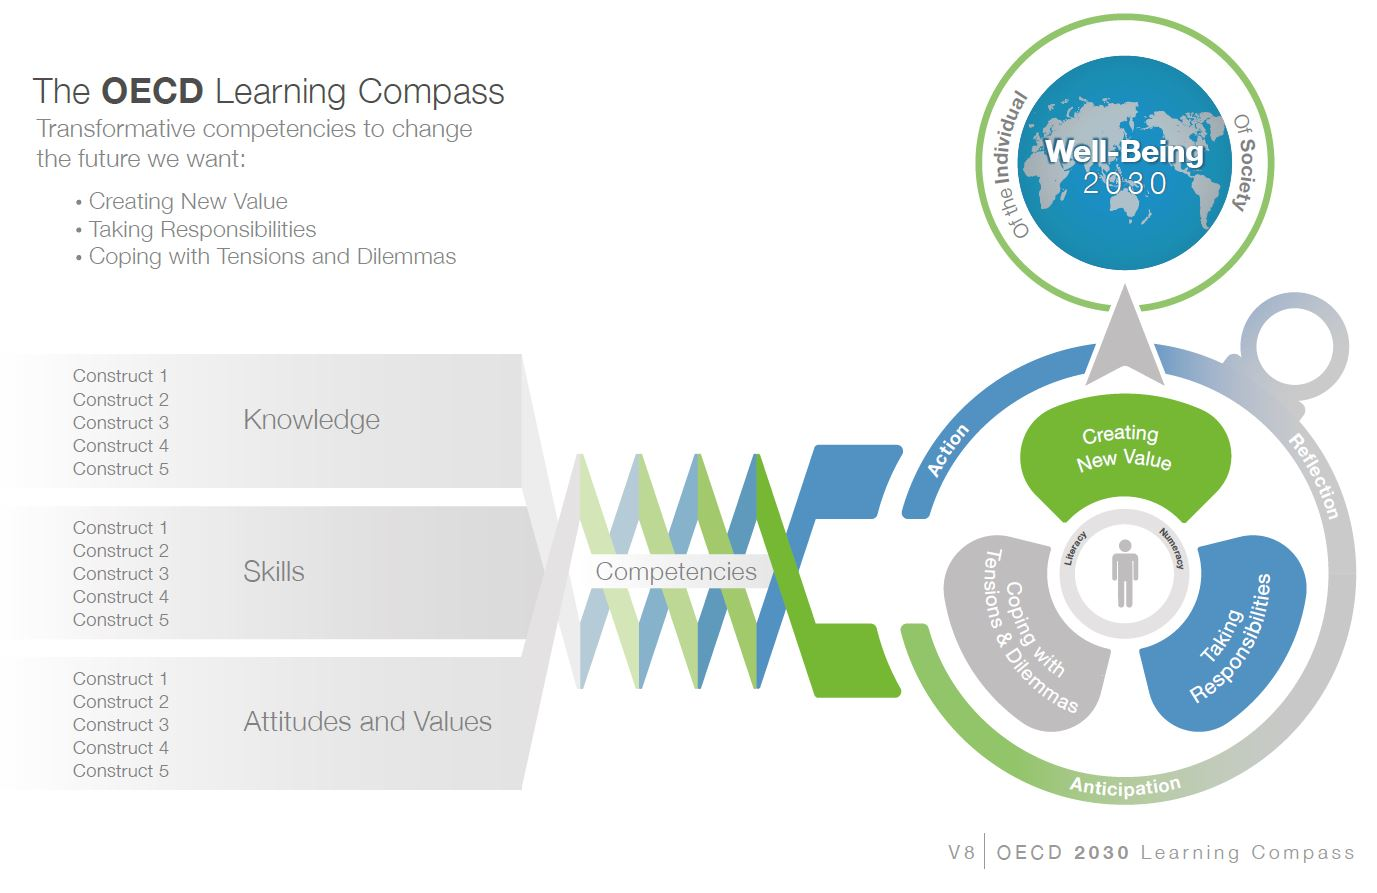 The OECD Learning Compass
Transformative competencies to change
the future we want:
• Creating New Value
• Taking Responsibilities
• Coping with Tensions and Dilemmas
Of the Individual
Of Society
Well-Being
2030
Construct 1
Construct 2
Construct 3
Construct 4
Construct 5
Knowledge
Construct 1
Construct 2
Construct 3
Construct 4
Construct 5
Skills
Construct 1
Construct 2
Construct 3
Construct 4
Construct 5
Attitudes and Values
Competencies
Action
Reflection
Anticipation
Creating
New Value
Literacy
Numeracy
Coping with
Tensions & Dilemmas
Taking
Responsibilities
V8 | OECD 2030 Learning Compass